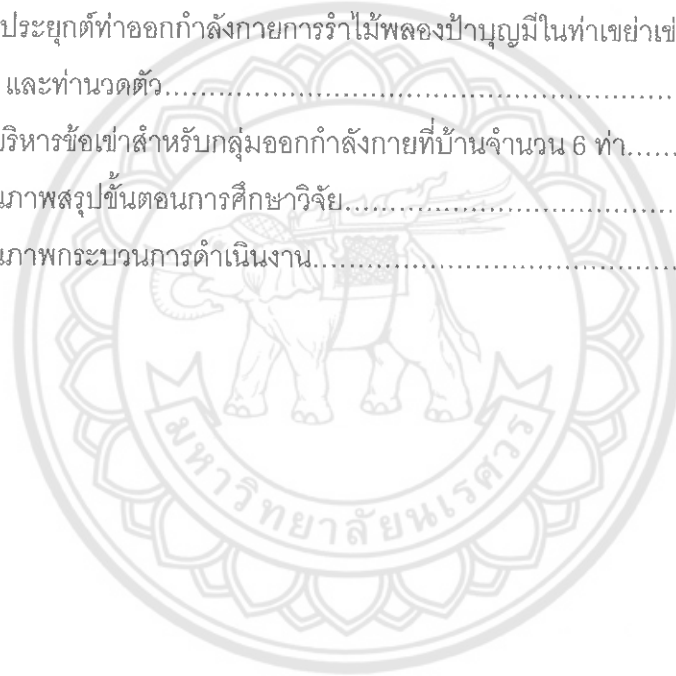 ประยุกต์ท่าออกกำลังกายการรำไม้พลองป้าบุญมีในท่าเขย่าเข่
และท่านวดตัว.......................................................
บริหารข้อเข่าสำหรับกลุ่มออกกำลังกายที่บ้านจำนวน 6 ท่า......
นภาพสรุปขั้นตอนการศึกษาวิจัย.....................................
นภาพกระบวนการดำเนินงาน.........................................
มหาวิทยาลัยนเรศวร